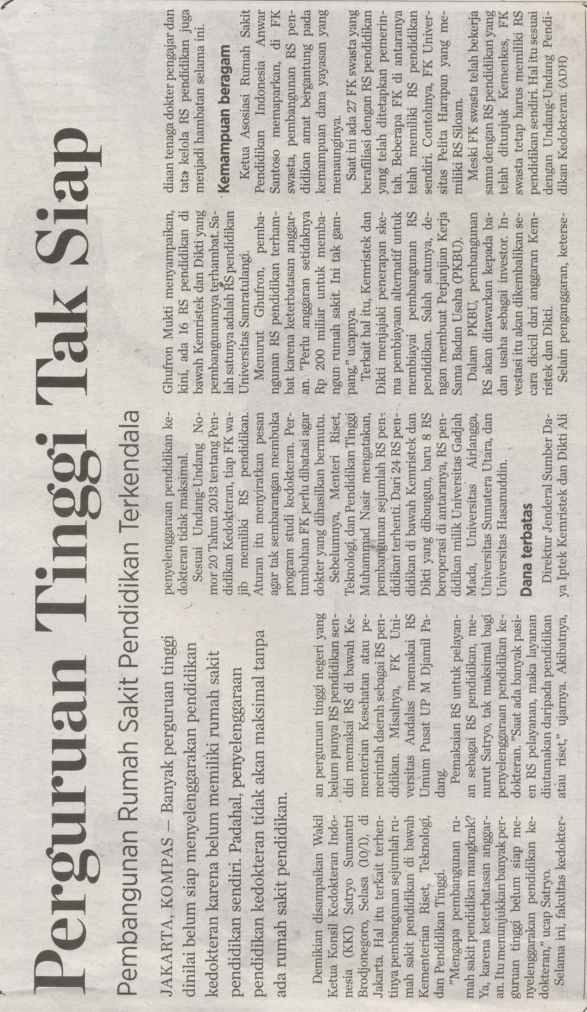 Perguruan Tinggi Tak Siap
Pembangunan Rumah Sakit Pendidikan Terkendala
JAKARTA, KOMPAS — Banyak perguruan tinggi
dinilai belum siap menyelenggarakan pendidikan
kedokteran karena belum memiliki rumah sakit
pendidikan sendiri. Padahal, penyelenggaraan
pendidikan kedokteran tidak akan maksimal tanpa
ada rumah sakit pendidikan.
Demikian disampaikan Wakil
Ketua Konsil Kedokteran Indo-
nesia (KKI) Satryo Sumantri
Brodjonegoro, Selasa (10/1), di
Jakarta. Hal itu terkait terhen-
tinya pembangunan sejumlah ru-
mah sakit pendidikan di bawah
Kementerian Riset, Teknologi,
dan Pendidikan Tinggi.
"Mengapa pembangunan ru-
mah sakit pendidikan mangkrak?
Ya, karena keterbatasan anggar-
an. Itu menunjukkan banyak per-
guruan tinggi belum siap me-
nyelenggarakan pendidikan ke-
dokteran," ucap Satryo.
Selama ini, fakultas kedokter-
an perguruan tinggi negeri yang
belum punya RS pendidikan sen-
diri memakai RS di bawah Ke-
menterian Kesehatan atau pe-
merintah daerah sebagai RS pen-
didikan. Misalnya, FK Uni-
versitas Andalas memakai RS
Umum Pusat UP M Djamil Pa-
dang.
Pemakaian RS untuk pelayan-
an sebagai RS pendidikan, me-
nurut Satryo, tak maksimal bagi
penyelenggaraan pendidikan ke-
dokteran. "Saat ada banyak pasi-
en RS pelayanan, maka layanan
diutamakan daripada pendidikan
atau riset," ujarnya. Akibatnya,
penyelenggaraan pendidikan ke-
dokteran tidak maksimal.
Sesuai Undang-Undang No-
mor 20 Tahun 2013 tentang Pen-
didikan Kedokteran, tiap FK wa-
jib memiliki RS pendidikan.
Aturan itu menyiratkan pesan
agar tak sembarangan membuka
program studi kedokteran. Per-
tumbuhan FK perlu dibatasi agar
dokter yang dihasilkan bermutu.
Sebelumnya, Menteri Riset,
Teknologi, dan Pendidikan Tinggi
Muhammad Nasir mengatakan,
pembangunan sejumlah RS pen-
didikan terhenti. Dari 24 RS pen-
didikan di bawah Kemristek dan
Dikti yang dibangun, baru 8 RS
beroperasi di antaranya, RS pen-
didikan milik Universitas Gadjah
Mada, Universitas Airlangga,
Universitas Sumatera Utara, dan
Universitas Hasanuddin.
Dana terbatas
Direktur Jenderal Sumber Da-
ya Iptek Kemristek dan Dikti Ali
Ghufron Mukti menyampaikan,
kini, ada 16 RS pendidikan di
bawah Kemristek dan Dikti yang
pembangunannya terhambat. Sa-
lah satunya adalah RS pendidikan
Universitas Samratulangi.
Menurut Ghufron, pemba-
ngunan RS pendidikan terham-
bat karena keterbatasan anggar-
an. "Perlu anggaran setidaknya
Rp 200 miliar untuk memba-
ngun rumah sakit. Ini tak gam-
pang," ucapnya.
Terkait hal itu, Kemristek dan
Dikti menjajaki penerapan ske-
ma pembiayaan alternatif untuk
membiayai pembangunan RS
pendidikan. Salah satunya, de-
ngan membuat Perjanjian Kerja
Sama Badan Usaha (PKBU).
Dalam PKBU, pembangunan
RS akan ditawarkan kepada ba-
dan usaha sebagai investor. In-
vestasi itu akan dikembalikan se-
cara dicicil dari anggaran Kem-
ristek dan Dikti.
Selain penganggaran, keterse-
diaan tenaga dokter pengajar dan
tata kelola RS pendidikan juga
menjadi hambatan selama ini.
Kemampuan beragam
Ketua Asosiasi Rumah Sakit
Pendidikan Indonesia Anwar
Santoso memaparkan, di FK
swasta, pembangunan RS pen-
didikan amat bergantung pada
kemampuan dana yayasan yang
menaunginya.
Saat ini ada 27 FK swasta yang
berafiliasi dengan RS pendidikan
yang telah ditetapkan pemerin-
tah. Beberapa FK di antaranya
telah memiliki RS pendidikan
sendiri. Contohnya, FK Univer-
sitas Pelita Harapan yang me-
miliki RS Siloam.
Meski FK swasta telah bekerja
sama dengan RS pendidikan yang
telah ditunjuk Kemenkes, FK
swasta tetap harus memiliki RS
pendidikan sendiri. Hal itu sesuai
dengan Undang-Undang Pendi-
dikan Kedokteran. (ADH)